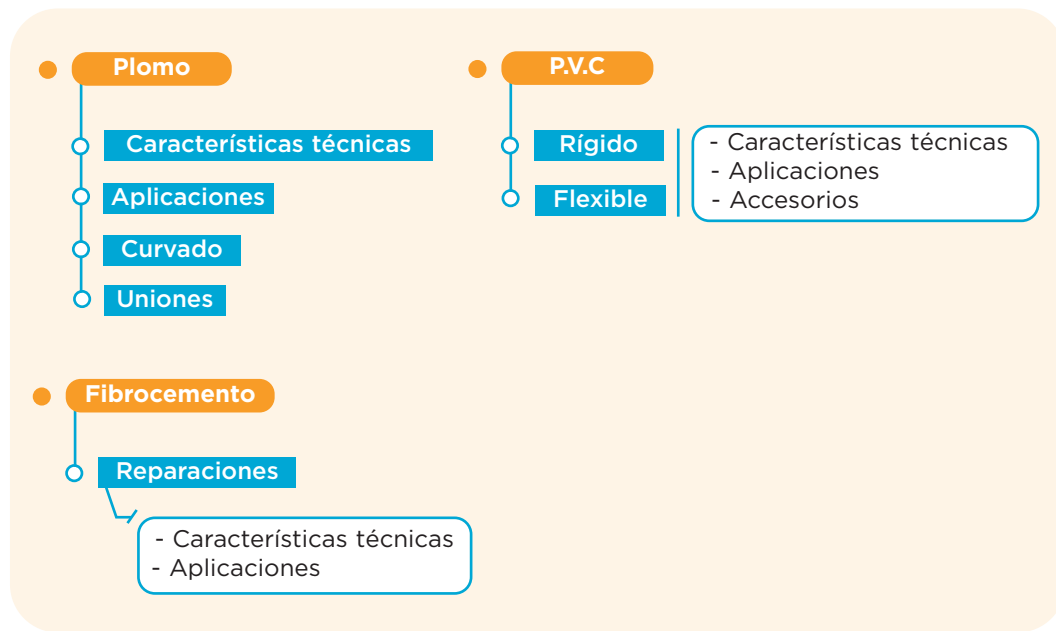 Plomo
Características técnicas
Aplicaciones
Curvado
Uniones
P.V.C
Rígido
Flexible
- Características técnicas
- Aplicaciones
- Accesorios
Fibrocemento
Reparaciones
- Características técnicas
- Aplicaciones